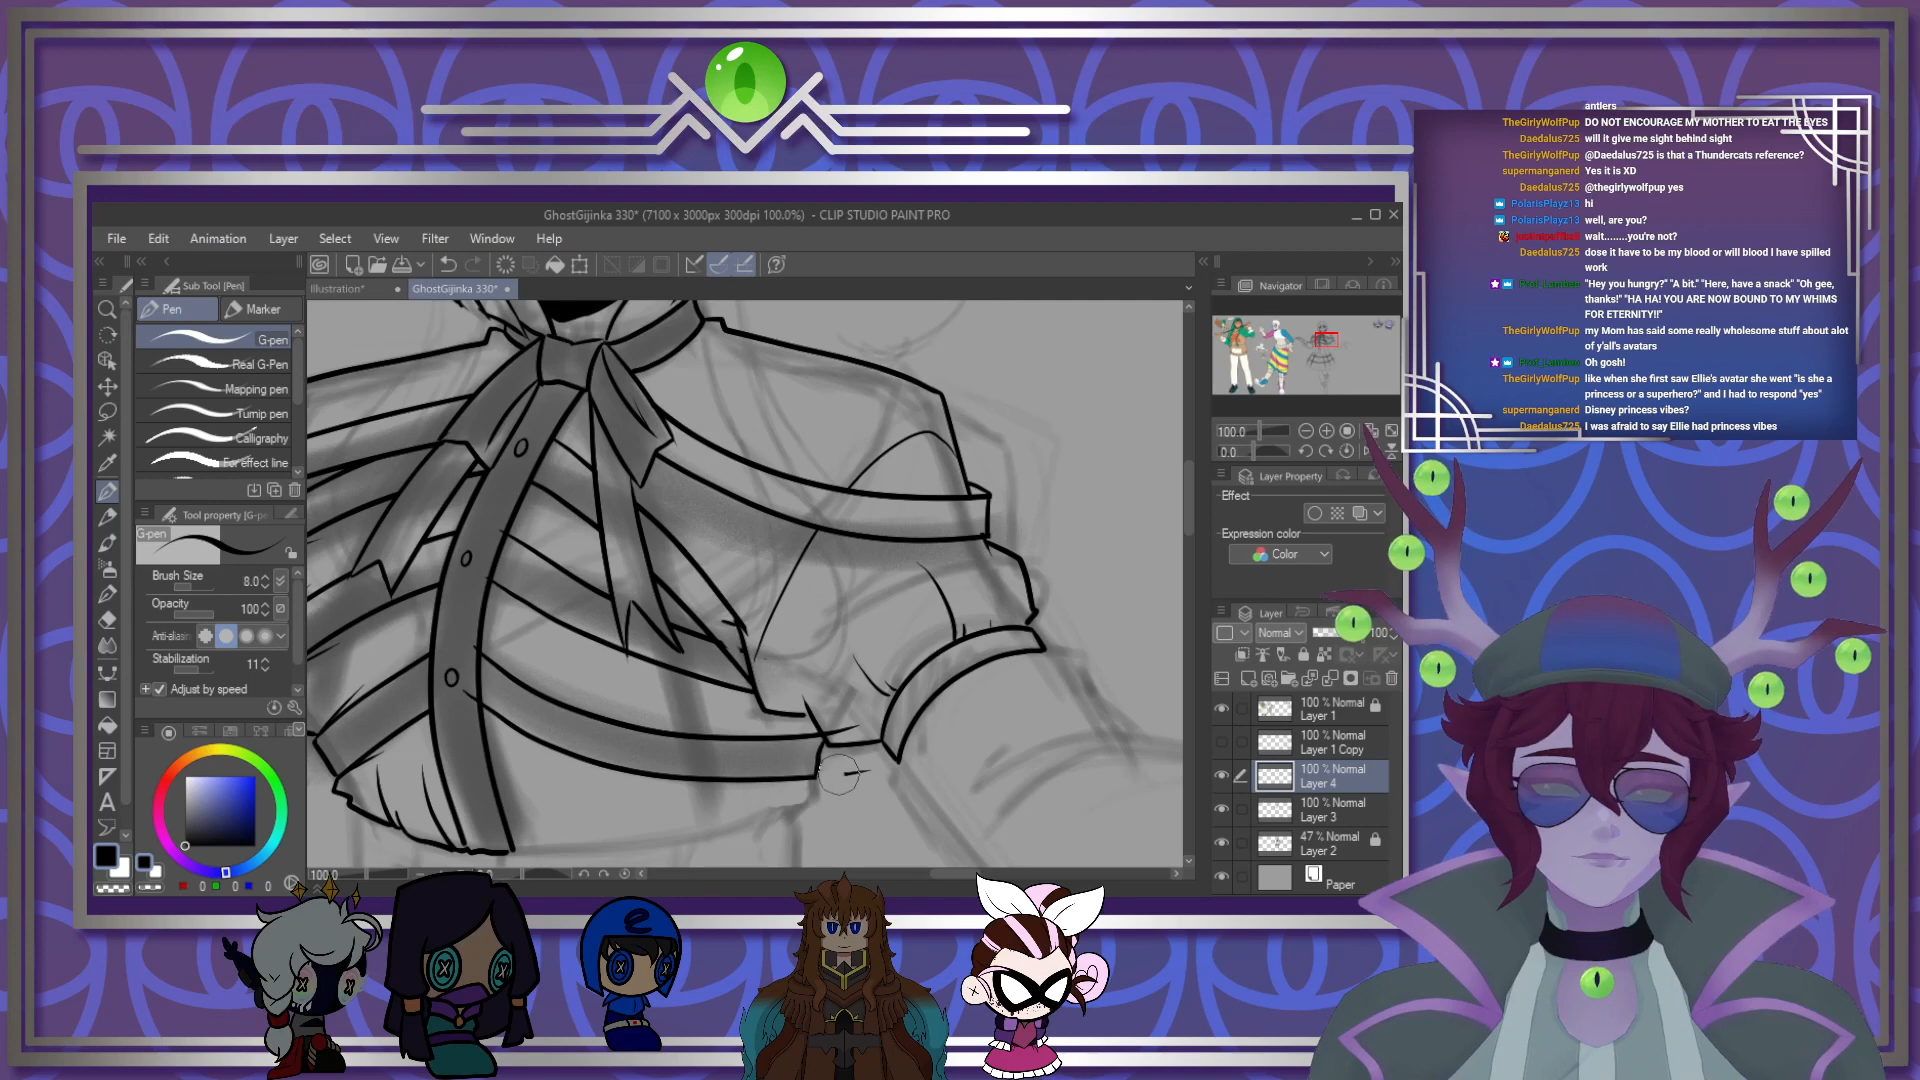 antlers
TheGirlyWolfPup DO NOT ENCOURAGE MY MOTHER TO EAT THE EYES
Daedalus725 will it give me sight behind sight
TheGirlyWolfPup @Daedalus725 is that a Thundercats reference?
supermanganerd Yes it is XD
Daedalus725 @thegirlywolfpup yes
PolarisPlayz13 hi
PolarisPlayz13 well, are you?
wait........you're not?
Daedalus725 dose it have to be my blood or will blood I have spilled
work
"Hey you hungry?" "A bit." "Here, have a snack" "Oh gee,
thanks!" "HA HA! YOU ARE NOW BOUND TO MY WHIMS
FOR ETERNITY!!"
TheGirlyWolfPup my Mom has said some really wholesome stuff about alot
of y'all's avatars
Oh gosh!
TheGirlyWolfPup like when she first saw Ellie's avatar she went "is she a
princess or a superhero?" and I had to respond "yes"
supermanganerd Disney princess vibes?
Daedalus725 I was afraid to say Ellie had princess vibes
GhostGijinka 330* (7100 x 3000px 300dpi 100.0%) - CLIP STUDIO PAINT PRO
File Edit Animation Layer Select View Filter Window Help
Sub Tool [Pen]
Illustration* GhostGijinka 330*
Pen Marker
G-pen
Real G-Pen
Mapping pen
Turnip pen
Calligraphy
For effect line
Tool property [G-pe
G-pen
Brush Size 8.0
Opacity 100
Anti-aliasin
Stabilization 11
Adjust by speed
0 0 0
100.0
Navigator
100.0
0.0
Layer Property
Effect
Expression color
Color
Layer
Normal 100
100 % Normal
Layer 1
100 % Normal
Layer 1 Copy
100 % Normal
Layer 4
100 % Normal
Layer 3
47 % Normal
Layer 2
Paper
e